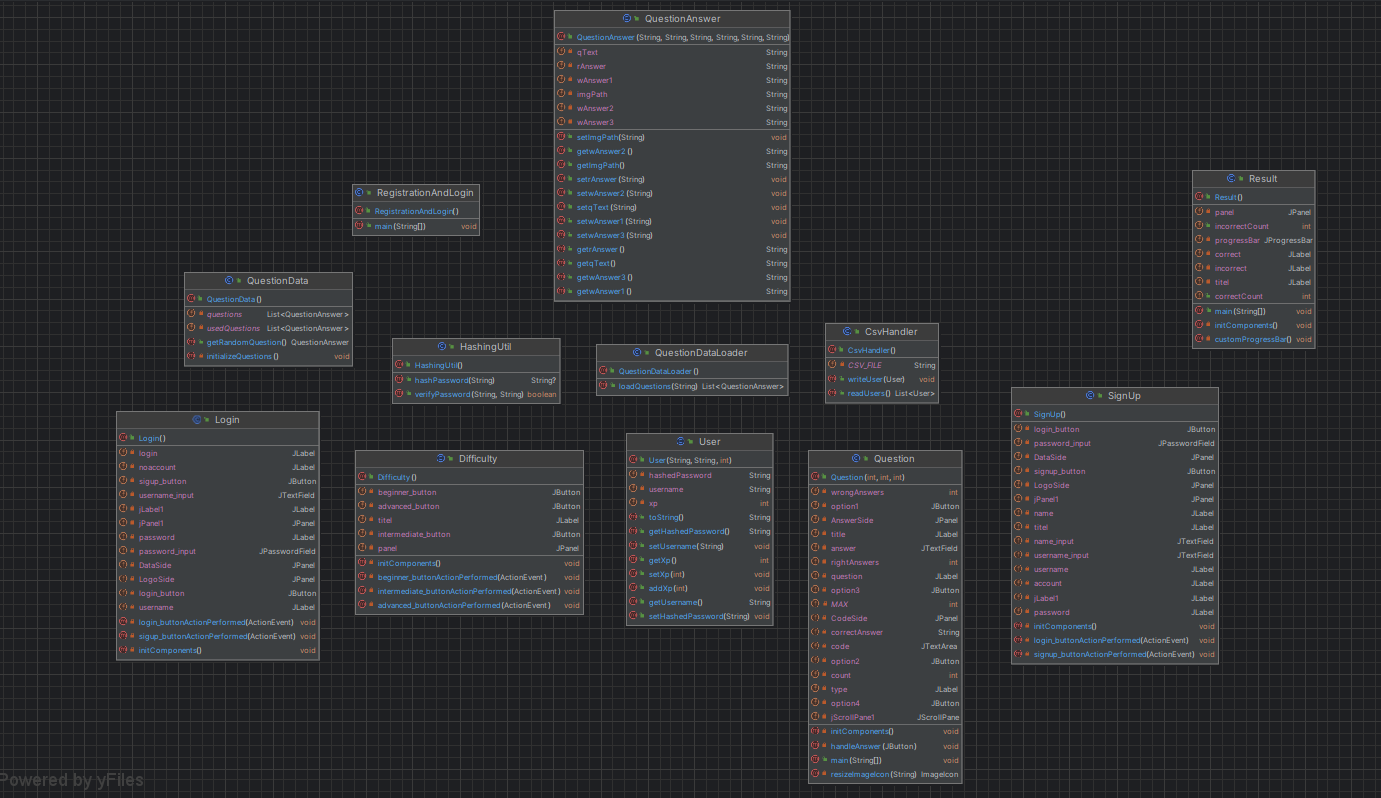 QuestionAnswer
QuestionAnswer(String, String, String, String, String, String)
qText String
rAnswer String
wAnswer1 String
imgPath String
wAnswer2 String
wAnswer3 String
setImgPath(String) void
getwAnswer2 () String
getImgPath() String
setrAnswer (String) void
setwAnswer2 (String) void
setqText (String) void
setwAnswer1 (String) void
setwAnswer3 (String) void
getrAnswer () String
getqText() String
getwAnswer3 () String
getwAnswer1 () String
RegistrationAndLogin
RegistrationAndLogin()
main(String[]) void
Result
Result()
panel JPanel
incorrectCount int
progressBar JProgressBar
correct JLabel
incorrect JLabel
titel JLabel
correctCount int
main(String[]) void
initComponents() void
customProgressBar() void
QuestionData
QuestionData()
questions List<QuestionAnswer>
usedQuestions List<QuestionAnswer>
getRandomQuestion() QuestionAnswer
initializeQuestions () void
HashingUtil
HashingUtil()
hashPassword(String) String?
verifyPassword(String, String) boolean
QuestionDataLoader
QuestionDataLoader()
loadQuestions(String) List<QuestionAnswer>
CsvHandler
CsvHandler()
CSV_FILE String
writeUser(User) void
readUsers() List<User>
Login
Login()
login JLabel
noaccount JLabel
sigup_button JButton
username_input JTextField
jLabel1 JLabel
jPanel1 JPanel
password JLabel
password_input JPasswordField
DataSide JPanel
LogoSide JPanel
login_button JButton
username JLabel
login_buttonActionPerformed(ActionEvent) void
sigup_buttonActionPerformed(ActionEvent) void
initComponents() void
Difficulty
Difficulty()
beginner_button JButton
advanced_button JButton
titel JLabel
intermediate_button JButton
panel JPanel
initComponents() void
beginner_buttonActionPerformed(ActionEvent) void
intermediate_buttonActionPerformed(ActionEvent) void
advanced_buttonActionPerformed(ActionEvent) void
User
User(String, String, int)
hashedPassword String
username String
xp int
toString() String
getHashedPassword() String
setUsername(String) void
getXp() int
setXp(int) void
addXp(int) void
getUsername() String
setHashedPassword(String) void
Question
Question(int, int, int)
wrongAnswers int
option1 JButton
AnswerSide JPanel
title JLabel
answer JTextField
rightAnswers int
question JLabel
option3 JButton
MAX int
CodeSide JPanel
correctAnswer String
code JTextArea
option2 JButton
count int
type JLabel
option4 JButton
jScrollPane1 JScrollPane
initComponents() void
handleAnswer(JButton) void
main(String[]) void
resizeImageIcon(String) ImageIcon
SignUp
SignUp()
login_button JButton
password_input JPasswordField
DataSide JPanel
signup_button JButton
LogoSide JPanel
jPanel1 JPanel
name JLabel
titel JLabel
name_input JTextField
username_input JTextField
username JLabel
account JLabel
jLabel1 JLabel
password JLabel
initComponents() void
login_buttonActionPerformed(ActionEvent) void
signup_buttonActionPerformed(ActionEvent) void
Powered by yFiles